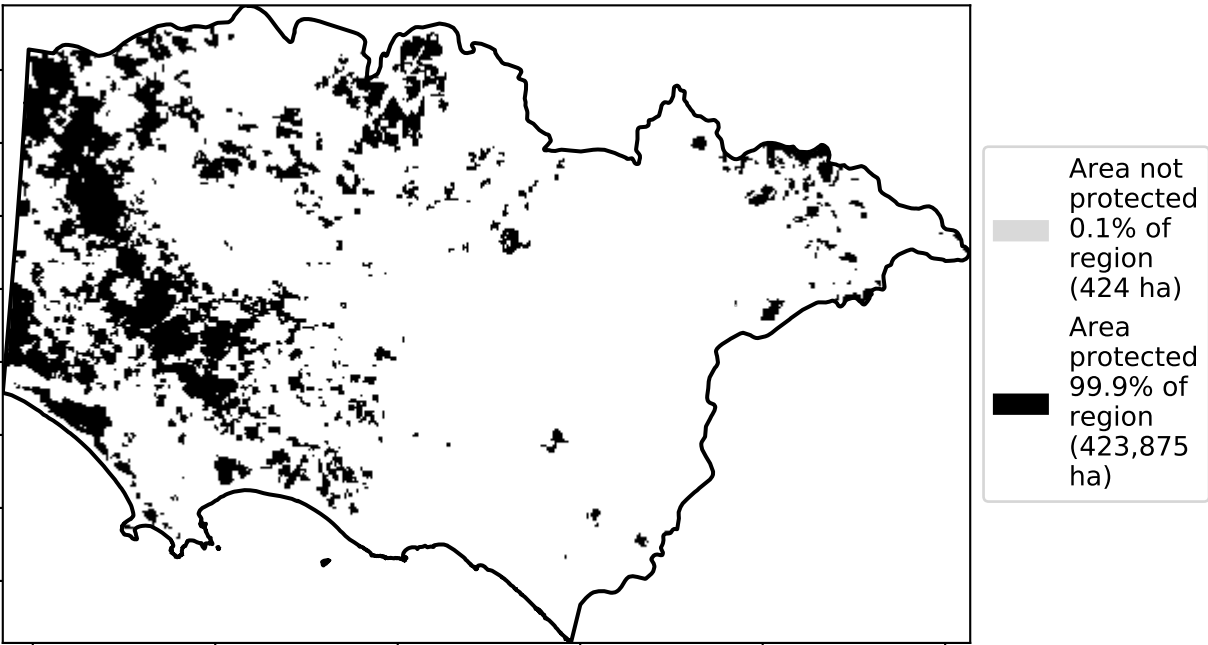 Area not
protected
0.1% of
region
(424 ha)
Area
protected
99.9% of
region
(423,875
ha)